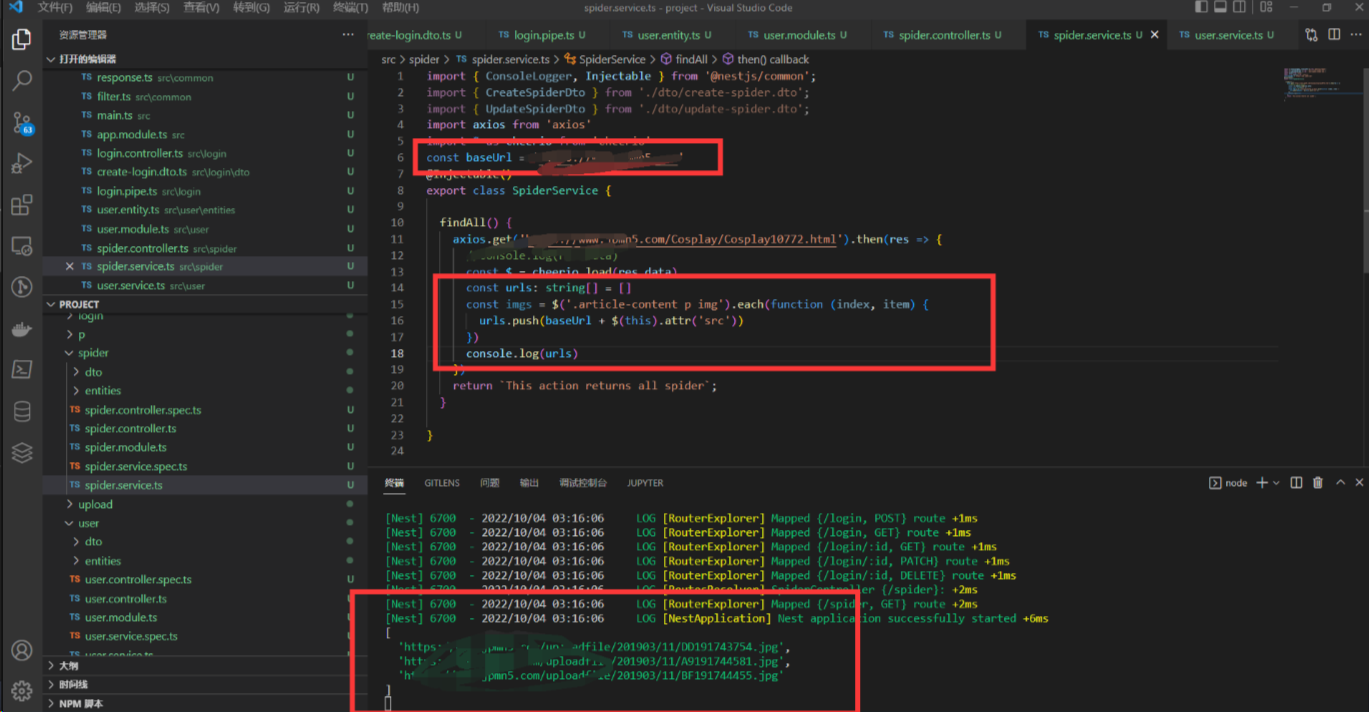 文件(F) 编辑(E) 选择(S) 查看(V) 转到(G) 运行(R) 终端(T) 帮助(H)
spider.service.ts - project - Visual Studio Code
资源管理器 ···
打开的编辑器
TS response.ts src\common U
TS filter.ts src\common U
TS main.ts src U
TS app.module.ts src U
TS login.controller.ts src\login U
TS create-login.dto.ts src\login\dto U
TS login.pipe.ts src\login U
TS user.entity.ts src\user\entities U
TS user.module.ts src\user U
TS spider.controller.ts src\spider U
TS spider.service.ts src\spider U
TS user.service.ts src\user U
63
PROJECT
login
p
spider
dto
entities
TS spider.controller.spec.ts U
TS spider.controller.ts U
TS spider.module.ts U
TS spider.service.spec.ts U
TS spider.service.ts U
upload
user
dto
entities
TS user.controller.spec.ts U
TS user.controller.ts U
TS user.module.ts U
TS user.service.spec.ts U
TS user.service.ts U
大纲
时间线
NPM 脚本
reate-login.dto.ts U TS login.pipe.ts U TS user.entity.ts U TS user.module.ts U TS spider.controller.ts U TS spider.service.ts U TS user.service.ts U
src > spider > TS spider.service.ts > SpiderService > findAll > then() callback
1 import { ConsoleLogger, Injectable } from '@nestjs/common';
2 import { CreateSpiderDto } from './dto/create-spider.dto';
3 import { UpdateSpiderDto } from './dto/update-spider.dto';
4 import axios from 'axios'
5 import * as cheerio from 'cheerio'
6 const baseUrl =
7 @Injectable()
8 export class SpiderService {
9
10 findAll() {
11 axios.get(' //www. 5.com/Cosplay/Cosplay10772.html').then(res => {
12 console.log(
13 const $ = cheerio.load(res.data)
14 const urls: string[] = []
15 const imgs = $('.article-content p img').each(function (index, item) {
16 urls.push(baseUrl + $(this).attr('src'))
17 })
18 console.log(urls)
19 })
20 return `This action returns all spider`;
21 }
22
23 }
24
终端 GITLENS 问题 输出 调试控制台 JUPYTER
node
[Nest] 6700 - 2022/10/04 03:16:06 LOG [RouterExplorer] Mapped {/login, POST} route +1ms
[Nest] 6700 - 2022/10/04 03:16:06 LOG [RouterExplorer] Mapped {/login, GET} route +1ms
[Nest] 6700 - 2022/10/04 03:16:06 LOG [RouterExplorer] Mapped {/login/:id, GET} route +1ms
[Nest] 6700 - 2022/10/04 03:16:06 LOG [RouterExplorer] Mapped {/login/:id, PATCH} route +1ms
[Nest] 6700 - 2022/10/04 03:16:06 LOG [RouterExplorer] Mapped {/login/:id, DELETE} route +1ms
[Nest] 6700 - 2022/10/04 03:16:06 LOG [RoutesResolver] SpiderController {/spider}: +2ms
[Nest] 6700 - 2022/10/04 03:16:06 LOG [RouterExplorer] Mapped {/spider, GET} route +2ms
[Nest] 6700 - 2022/10/04 03:16:06 LOG [NestApplication] Nest application successfully started +6ms
[
'https: jpmn5.com/uploadfile/201903/11/DD191743754.jpg',
'ht .com/uploadfile/201903/11/A9191744581.jpg',
'ht jpmn5.com/uploadfile/201903/11/BF191744455.jpg'
]